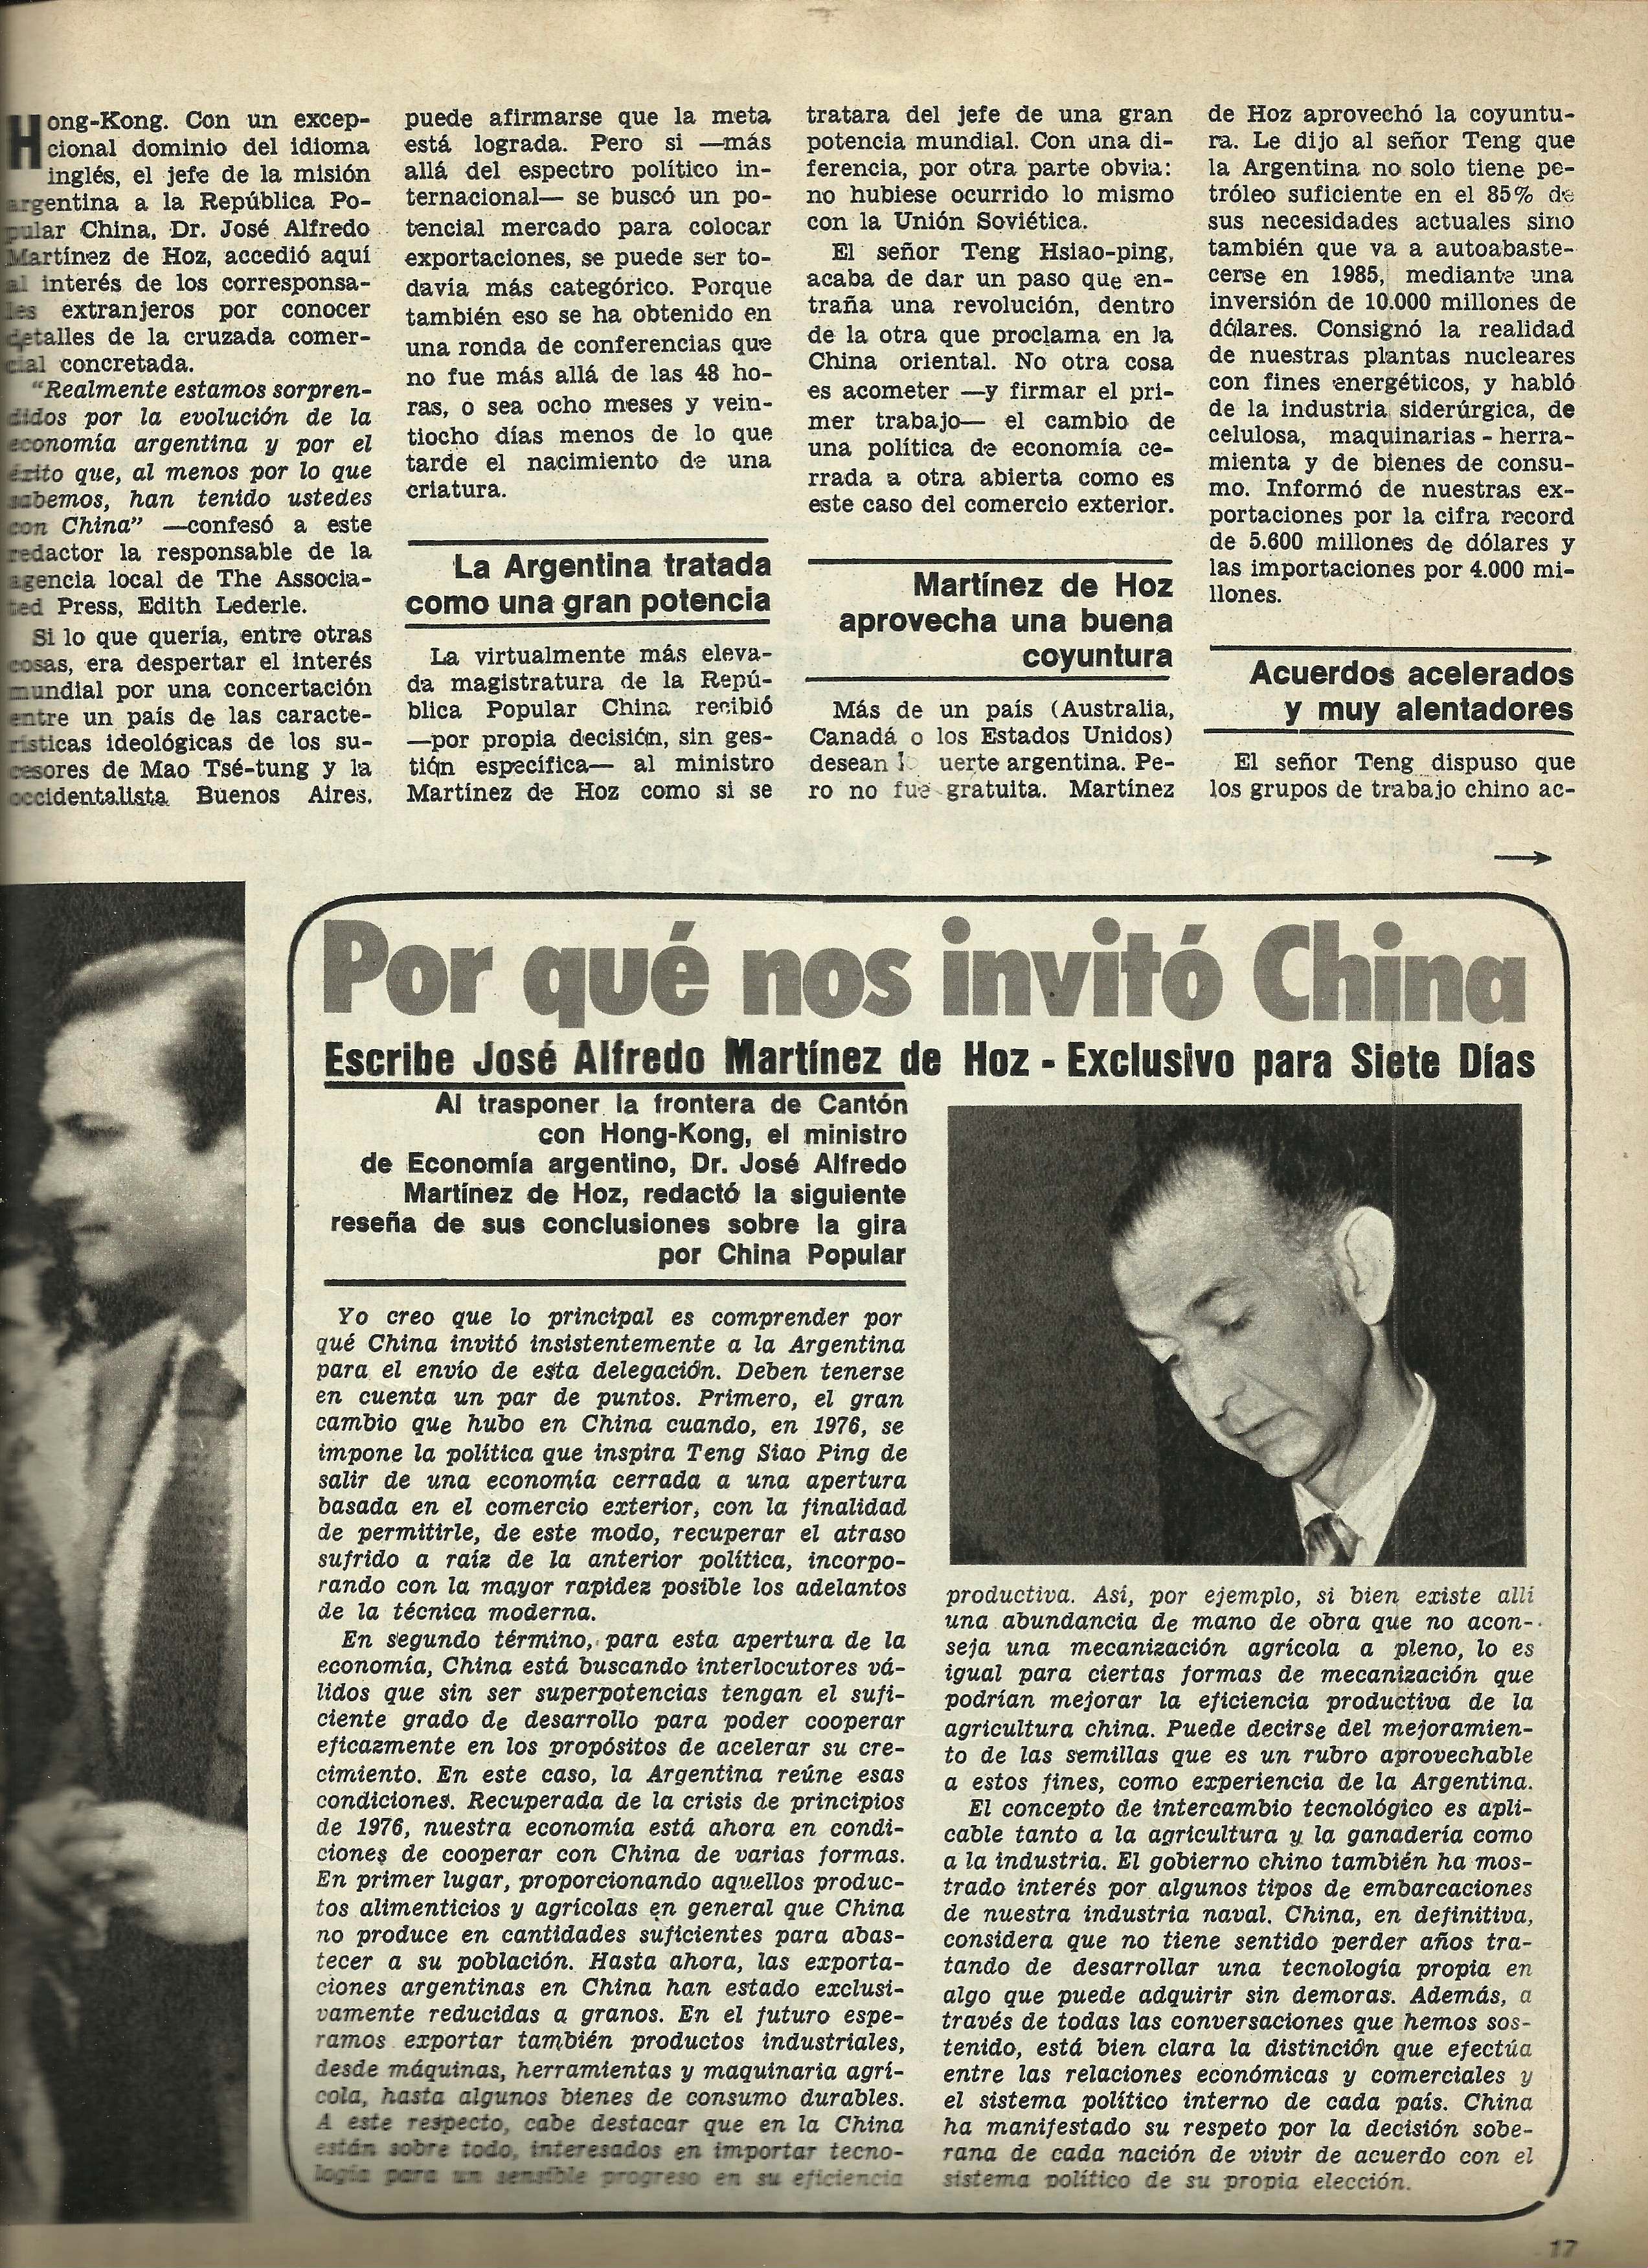 Hong-Kong. Con un excep-
cional dominio del idioma
inglés, el jefe de la misión
argentina a la República Po-
pular China, Dr. José Alfredo
Martínez de Hoz, accedió aquí
al interés de los corresponsa-
les extranjeros por conocer
detalles de la cruzada comer-
cial concretada.
“Realmente estamos sorpren-
didos por la evolución de la
economía argentina y por el
éxito que, al menos por lo que
sabemos, han tenido ustedes
con China” —confesó a este
redactor la responsable de la
agencia local de The Associa-
ted Press, Edith Lederle.
Si lo que quería, entre otras
cosas, era despertar el interés
mundial por una concertación
entre un país de las caracte-
rísticas ideológicas de los su-
cesores de Mao Tsé-tung y la
occidentalista Buenos Aires,
puede afirmarse que la meta
está lograda. Pero si —más
allá del espectro político in-
ternacional— se buscó un po-
tencial mercado para colocar
exportaciones, se puede ser to-
davía más categórico. Porque
también eso se ha obtenido en
una ronda de conferencias que
no fue más allá de las 48 ho-
ras, o sea ocho meses y vein-
tiocho días menos de lo que
tarde el nacimiento de una
criatura.
La Argentina tratada
como una gran potencia
La virtualmente más eleva-
da magistratura de la Repú-
blica Popular China recibió
—por propia decisión, sin ges-
tión específica— al ministro
Martínez de Hoz como si se
tratara del jefe de una gran
potencia mundial. Con una di-
ferencia, por otra parte obvia:
no hubiese ocurrido lo mismo
con la Unión Soviética.
El señor Teng Hsiao-ping,
acaba de dar un paso que en-
traña una revolución, dentro
de la otra que proclama en la
China oriental. No otra cosa
es acometer —y firmar el pri-
mer trabajo— el cambio de
una política de economía ce-
rrada a otra abierta como es
este caso del comercio exterior.
Martínez de Hoz
aprovecha una buena
coyuntura
Más de un país (Australia,
Canadá o los Estados Unidos)
desean uerte argentina. Pe-
ro no fue gratuita. Martínez
de Hoz aprovechó la coyuntu-
ra. Le dijo al señor Teng que
la Argentina no solo tiene pe-
tróleo suficiente en el 85% de
sus necesidades actuales sino
también que va a autoabaste-
cerse en 1985, mediante una
inversión de 10.000 millones de
dólares. Consignó la realidad
de nuestras plantas nucleares
con fines energéticos, y habló
de la industria siderúrgica, de
celulosa, maquinarias - herra-
mienta y de bienes de consu-
mo. Informó de nuestras ex-
portaciones por la cifra record
de 5.600 millones de dólares y
las importaciones por 4.000 mi-
llones.
Acuerdos acelerados
y muy alentadores
El señor Teng dispuso que
los grupos de trabajo chino ac-
Por qué nos invitó China
Escribe José Alfredo Martínez de Hoz - Exclusivo para Siete Días
Al trasponer la frontera de Cantón
con Hong-Kong, el ministro
de Economía argentino, Dr. José Alfredo
Martínez de Hoz, redactó la siguiente
reseña de sus conclusiones sobre la gira
por China Popular
Yo creo que lo principal es comprender por
qué China invitó insistentemente a la Argentina
para el envío de esta delegación. Deben tenerse
en cuenta un par de puntos. Primero, el gran
cambio que hubo en China cuando, en 1976, se
impone la política que inspira Teng Siao Ping de
salir de una economía cerrada a una apertura
basada en el comercio exterior, con la finalidad
de permitirle, de este modo, recuperar el atraso
sufrido a raíz de la anterior política, incorpo-
rando con la mayor rapidez posible los adelantos
de la técnica moderna.
En segundo término, para esta apertura de la
economía, China está buscando interlocutores vá-
lidos que sin ser superpotencias tengan el sufi-
ciente grado de desarrollo para poder cooperar
eficazmente en los propósitos de acelerar su cre-
cimiento. En este caso, la Argentina reúne esas
condiciones. Recuperada de la crisis de principios
de 1976, nuestra economía está ahora en condi-
ciones de cooperar con China de varias formas.
En primer lugar, proporcionando aquellos produc-
tos alimenticios y agrícolas en general que China
no produce en cantidades suficientes para abas-
tecer a su población. Hasta ahora, las exporta-
ciones argentinas en China han estado exclusi-
vamente reducidas a granos. En el futuro espe-
ramos exportar también productos industriales,
desde máquinas, herramientas y maquinaria agrí-
cola, hasta algunos bienes de consumo durables.
A este respecto, cabe destacar que en la China
están sobre todo, interesados en importar tecno-
logía para un sensible progreso en su eficiencia
productiva. Así, por ejemplo, si bien existe allí
una abundancia de mano de obra que no acon-
seja una mecanización agrícola a pleno, lo es
igual para ciertas formas de mecanización que
podrían mejorar la eficiencia productiva de la
agricultura china. Puede decirse del mejoramien-
to de las semillas que es un rubro aprovechable
a estos fines, como experiencia de la Argentina.
El concepto de intercambio tecnológico es apli-
cable tanto a la agricultura y la ganadería como
a la industria. El gobierno chino también ha mos-
trado interés por algunos tipos de embarcaciones
de nuestra industria naval. China, en definitiva,
considera que no tiene sentido perder años tra-
tando de desarrollar una tecnología propia en
algo que puede adquirir sin demoras. Además, a
través de todas las conversaciones que hemos sos-
tenido, está bien clara la distinción que efectúa
entre las relaciones económicas y comerciales y
el sistema político interno de cada país. China
ha manifestado su respeto por la decisión sobe-
rana de cada nación de vivir de acuerdo con el
sistema político de su propia elección.
17